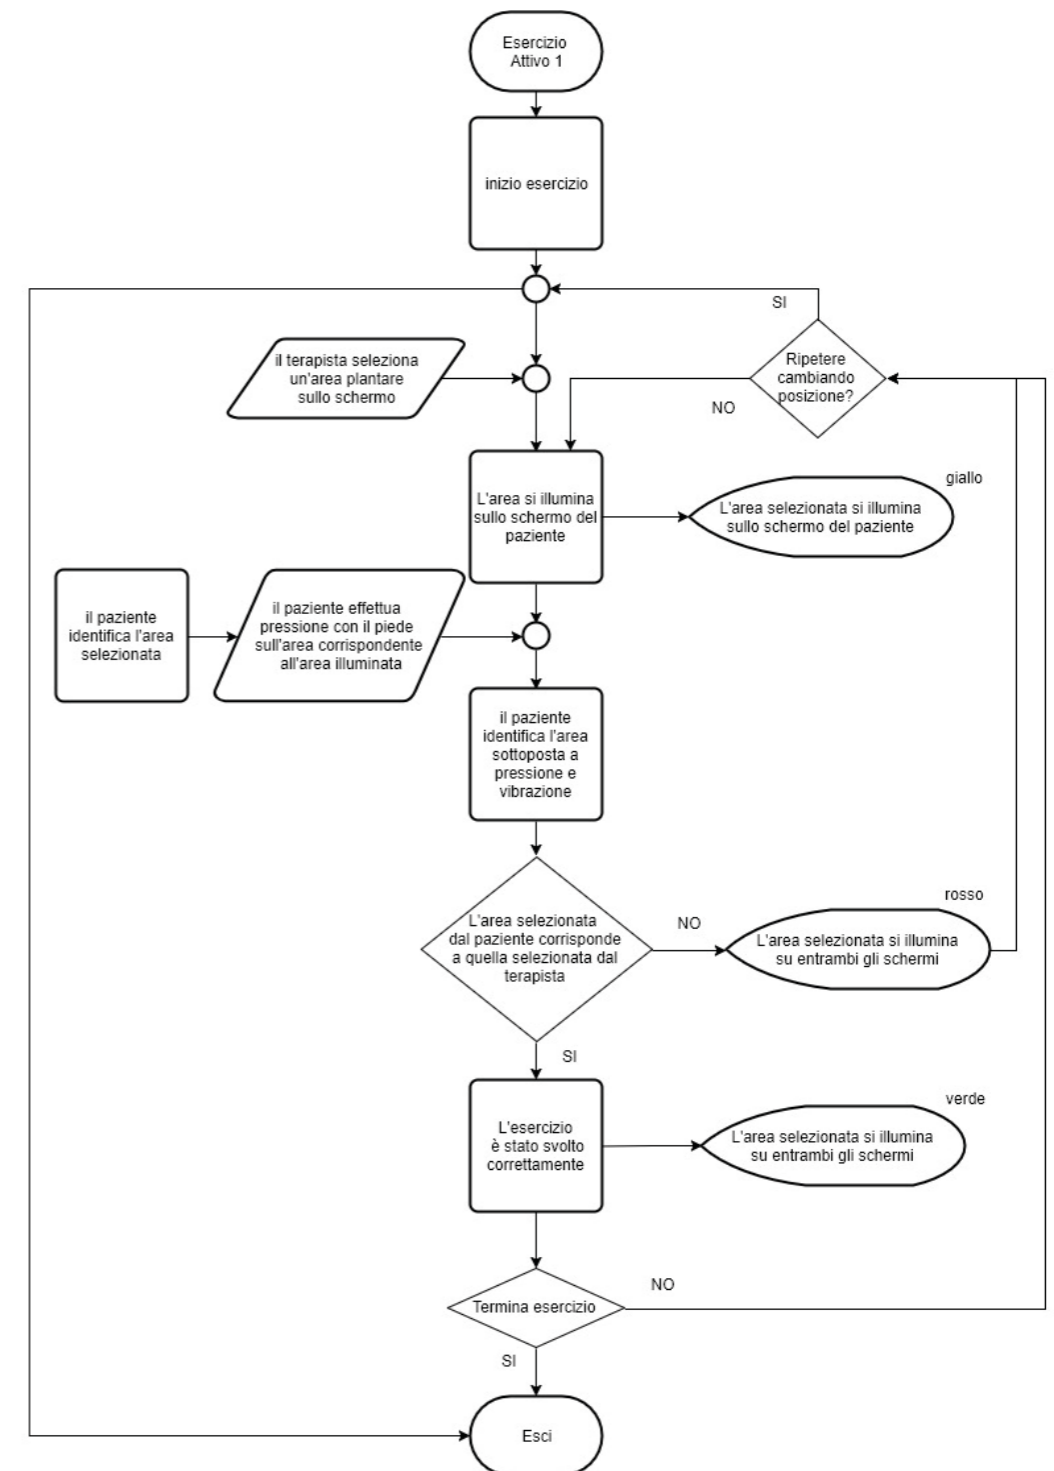 Esercizio
Attivo 1
inizio esercizio
SI
il terapista seleziona
un'area plantare
sullo schermo
Ripetere
cambiando
posizione?
NO
giallo
L'area si illumina
sullo schermo del
paziente
L'area selezionata si illumina
sullo schermo del paziente
il paziente
identifica l'area
selezionata
il paziente effettua
pressione con il piede
sull'area corrispondente
all'area illuminata
il paziente
identifica l'area
sottoposta a
pressione e
vibrazione
rosso
L'area selezionata
dal paziente corrisponde
a quella selezionata dal
terapista
NO
L'area selezionata si illumina
su entrambi gli schermi
SI
verde
L'esercizio
è stato svolto
correttamente
L'area selezionata si illumina
su entrambi gli schermi
Termina esercizio
NO
SI
Esci